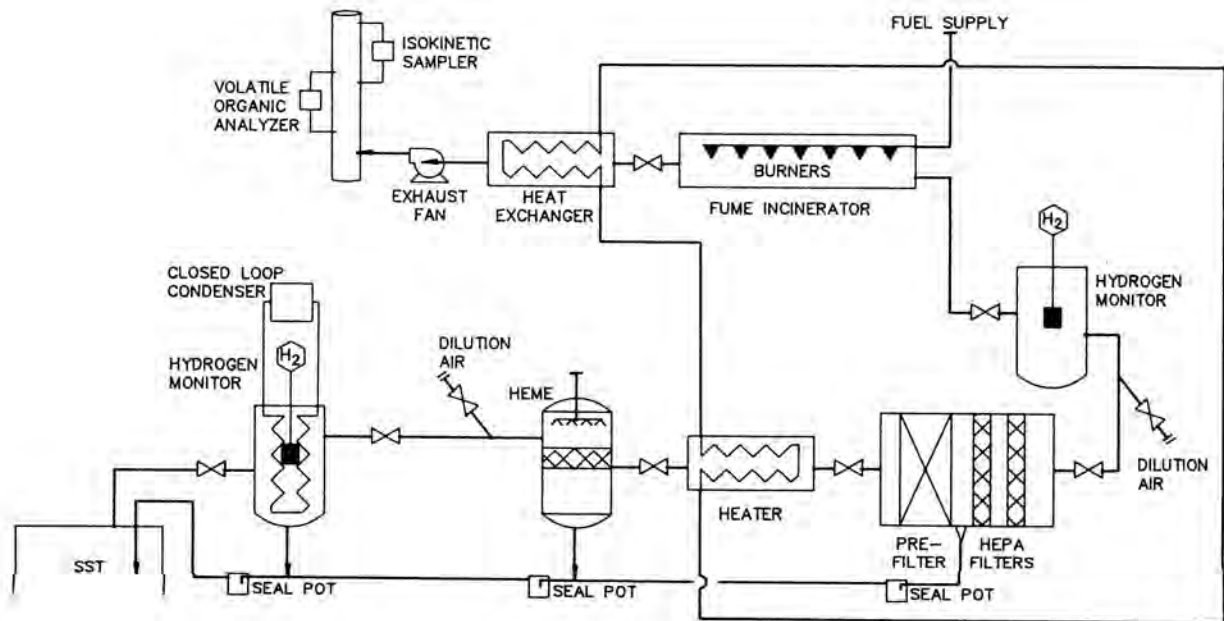 FUEL SUPPLY
ISOKINETIC
SAMPLER
VOLATILE
ORGANIC
ANALYZER
BURNERS
EXHAUST
FAN
HEAT
EXCHANGER
FUME INCINERATOR
H2
HYDROGEN
MONITOR
CLOSED LOOP
CONDENSER
HYDROGEN
MONITOR
H2
DILUTION
AIR
HEME
DILUTION
AIR
HEATER
PRE-
FILTER
HEPA
FILTERS
SST
SEAL POT
SEAL POT
SEAL POT